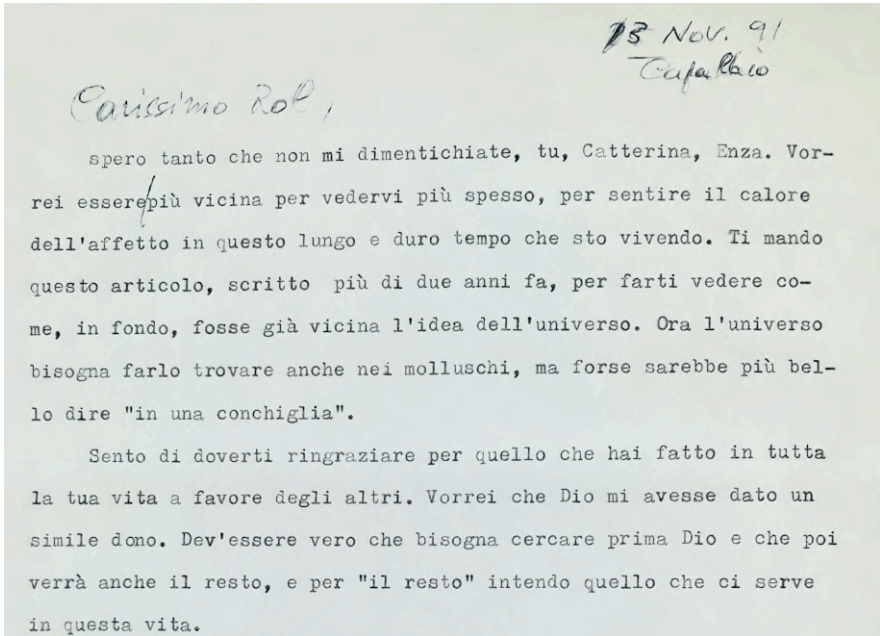 13 Nov. 91
Capalbio
Carissimo Rol,
spero tanto che non mi dimentichiate, tu, Catterina, Enza. Vor-
rei essere/più vicina per vedervi più spesso, per sentire il calore
dell'affetto in questo lungo e duro tempo che sto vivendo. Ti mando
questo articolo, scritto  più di due anni fa, per farti vedere co-
me, in fondo, fosse già vicina l'idea dell'universo. Ora l'universo
bisogna farlo trovare anche nei molluschi, ma forse sarebbe più bel-
lo dire "in una conchiglia".
Sento di doverti ringraziare per quello che hai fatto in tutta
la tua vita a favore degli altri. Vorrei che Dio mi avesse dato un
simile dono. Dev'essere vero che bisogna cercare prima Dio e che poi
verrà anche il resto, e per "il resto" intendo quello che ci serve
in questa vita.